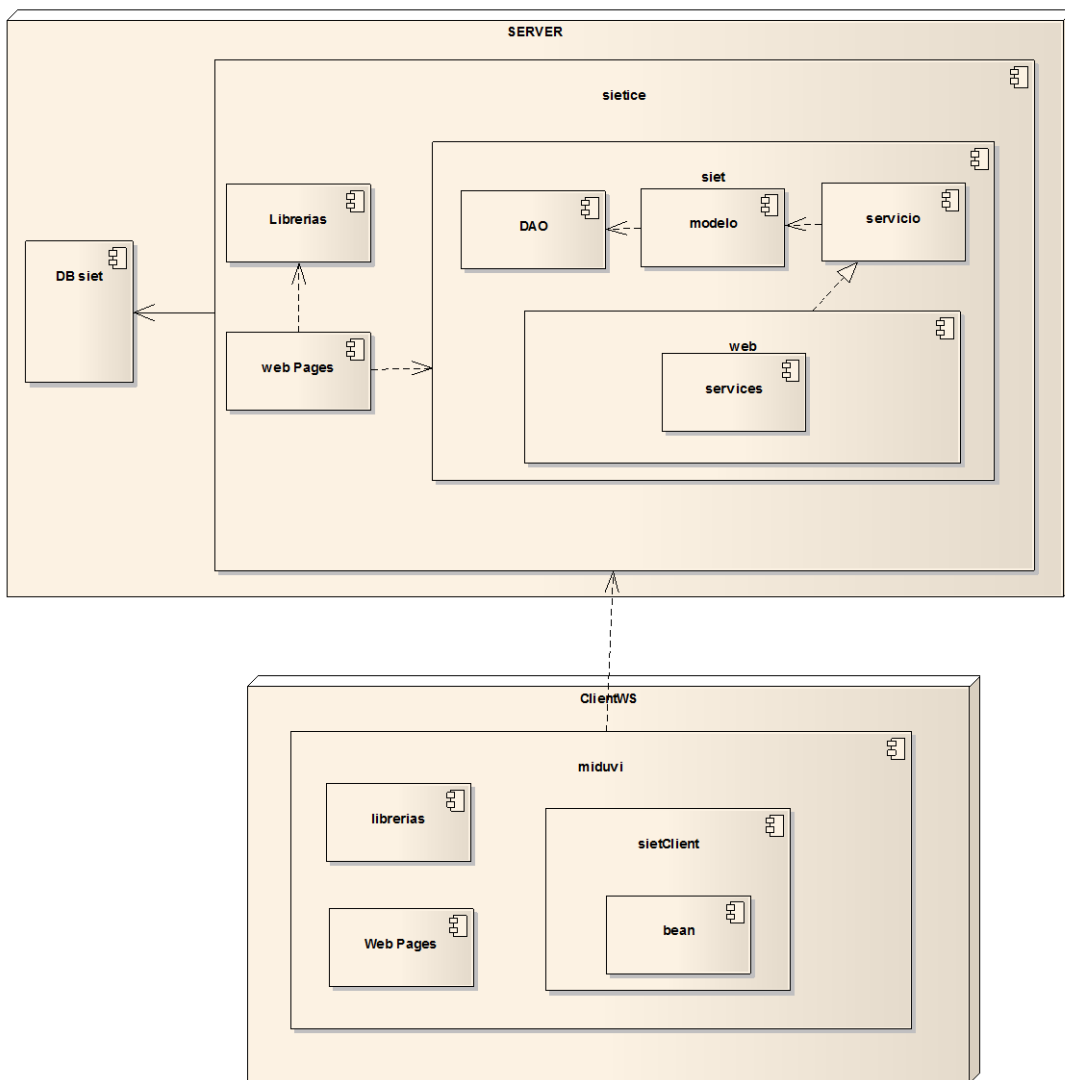 SERVER
sietice
siet
Librerias
DAO
modelo
servicio
DB siet
web Pages
web
services
ClientWS
miduvi
librerias
sietClient
Web Pages
bean